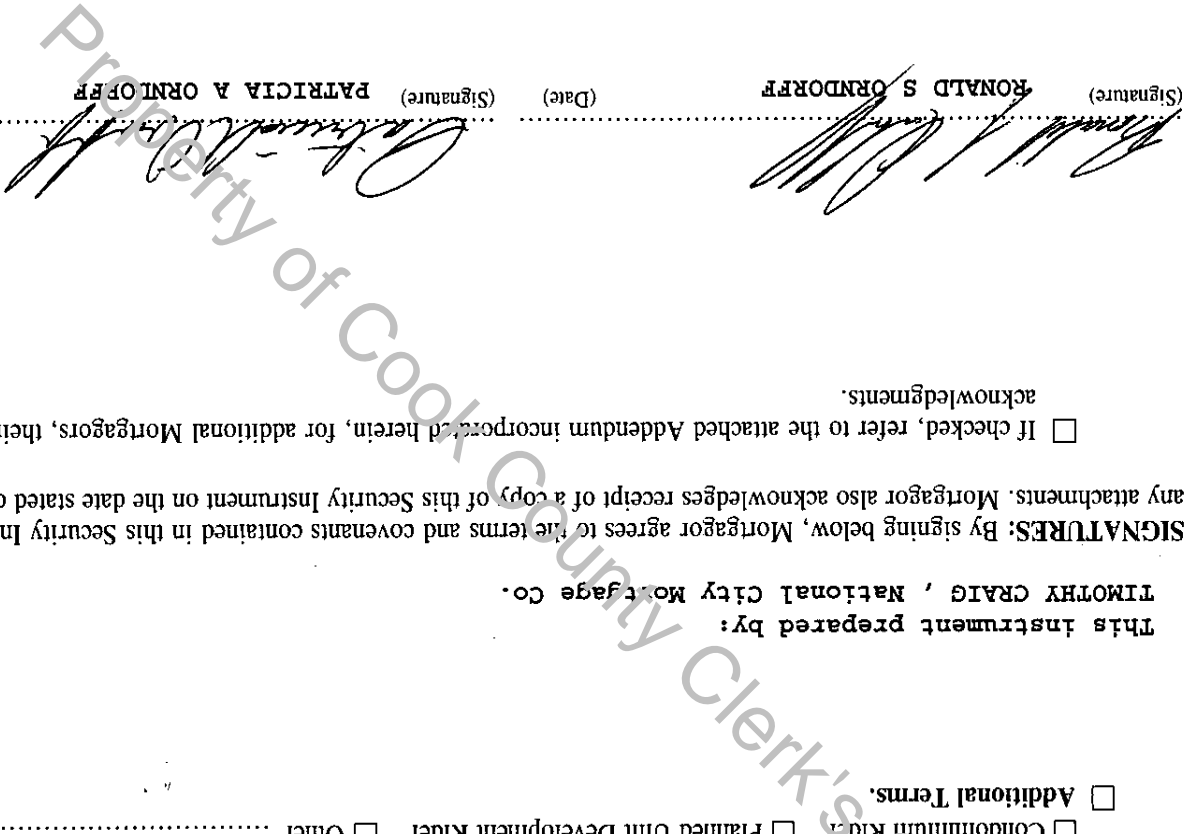 ☐ Condominium Rider ☐ Planned Unit Development Rider ☐ Other ....................
☐ Additional Terms.
This instrument prepared by:
TIMOTHY CRAIG , National City Mortgage Co.
SIGNATURES: By signing below, Mortgagor agrees to the terms and covenants contained in this Security In
any attachments. Mortgagor also acknowledges receipt of a copy of this Security Instrument on the date stated o
☐ If checked, refer to the attached Addendum incorporated herein, for additional Mortgagors, their
acknowledgments.
(Signature) RONALD S ORNDORFF (Date) (Signature) PATRICIA A ORNDORFF
Property of Cook County Clerk's